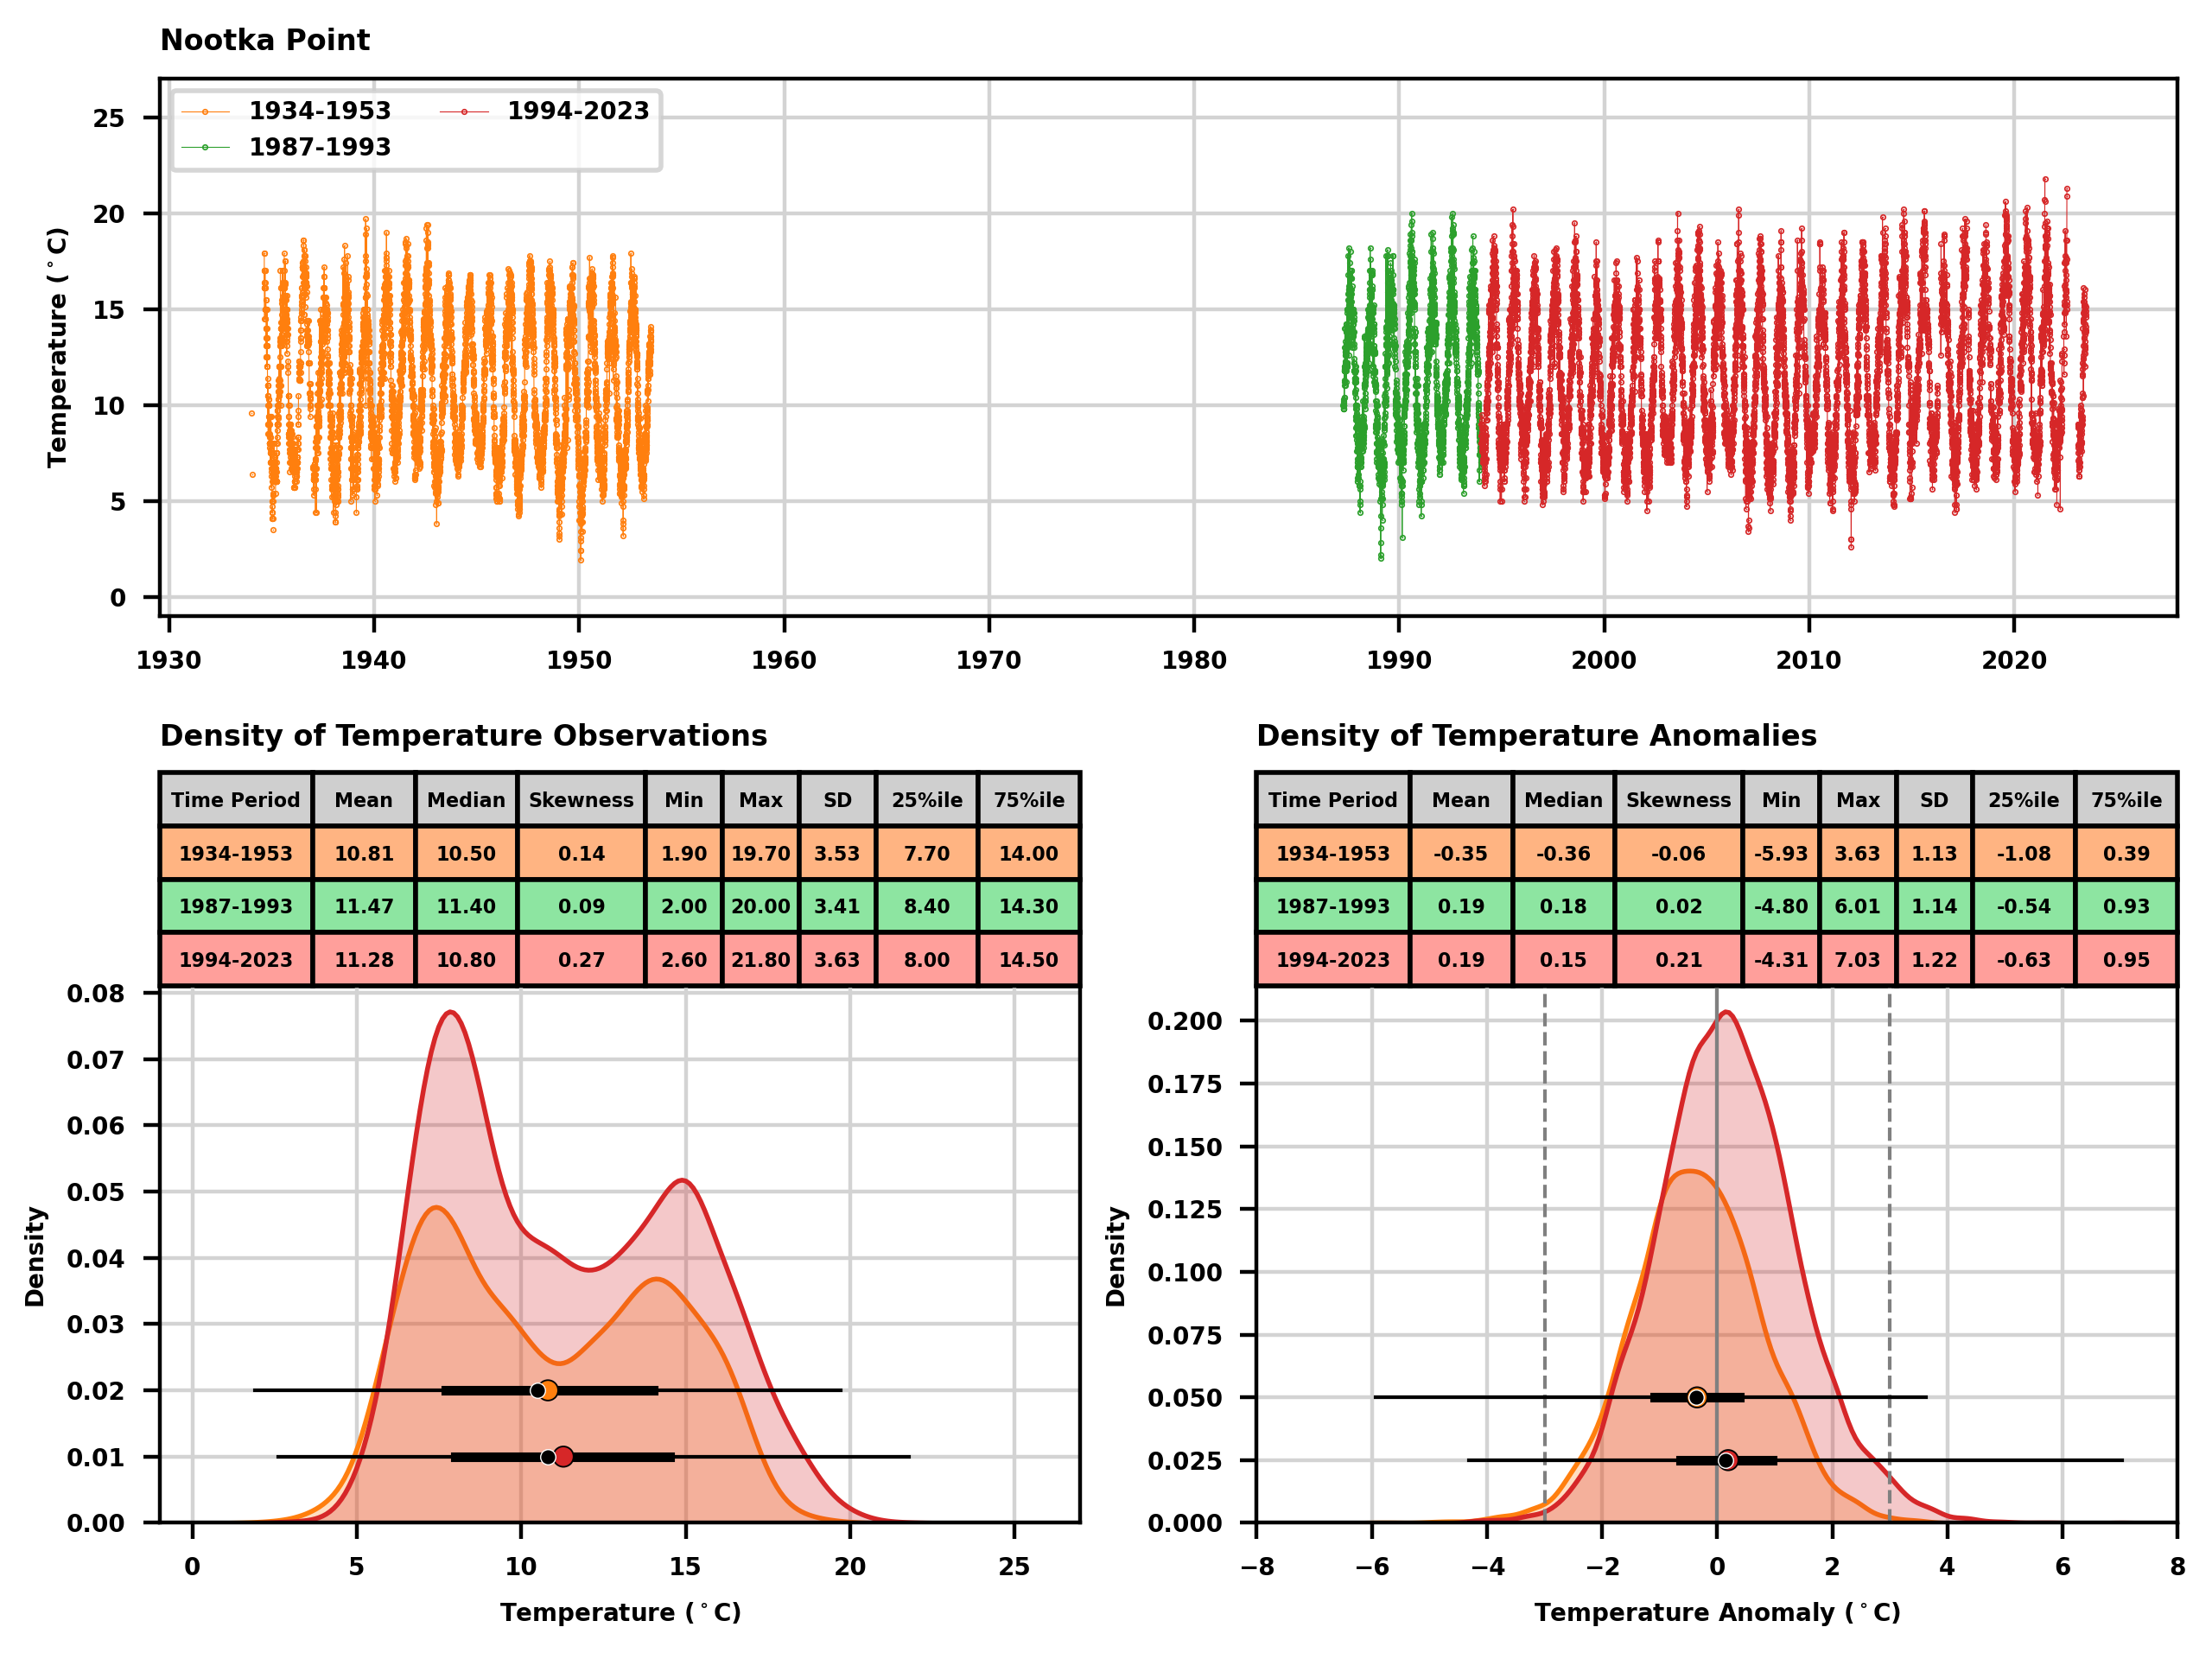 Nootka Point
1934-1953 1994-2023
1987-1993
Temperature (°C)
25
20
15
10
5
0
1930 1940 1950 1960 1970 1980 1990 2000 2010 2020
Density of Temperature Observations
Time Period Mean Median Skewness Min Max SD 25%ile 75%ile
1934-1953 10.81 10.50 0.14 1.90 19.70 3.53 7.70 14.00
1987-1993 11.47 11.40 0.09 2.00 20.00 3.41 8.40 14.30
1994-2023 11.28 10.80 0.27 2.60 21.80 3.63 8.00 14.50
Density
0.08
0.07
0.06
0.05
0.04
0.03
0.02
0.01
0.00
0 5 10 15 20 25
Temperature (°C)
Density of Temperature Anomalies
Time Period Mean Median Skewness Min Max SD 25%ile 75%ile
1934-1953 -0.35 -0.36 -0.06 -5.93 3.63 1.13 -1.08 0.39
1987-1993 0.19 0.18 0.02 -4.80 6.01 1.14 -0.54 0.93
1994-2023 0.19 0.15 0.21 -4.31 7.03 1.22 -0.63 0.95
Density
0.200
0.175
0.150
0.125
0.100
0.075
0.050
0.025
0.000
−8 −6 −4 −2 0 2 4 6 8
Temperature Anomaly (°C)